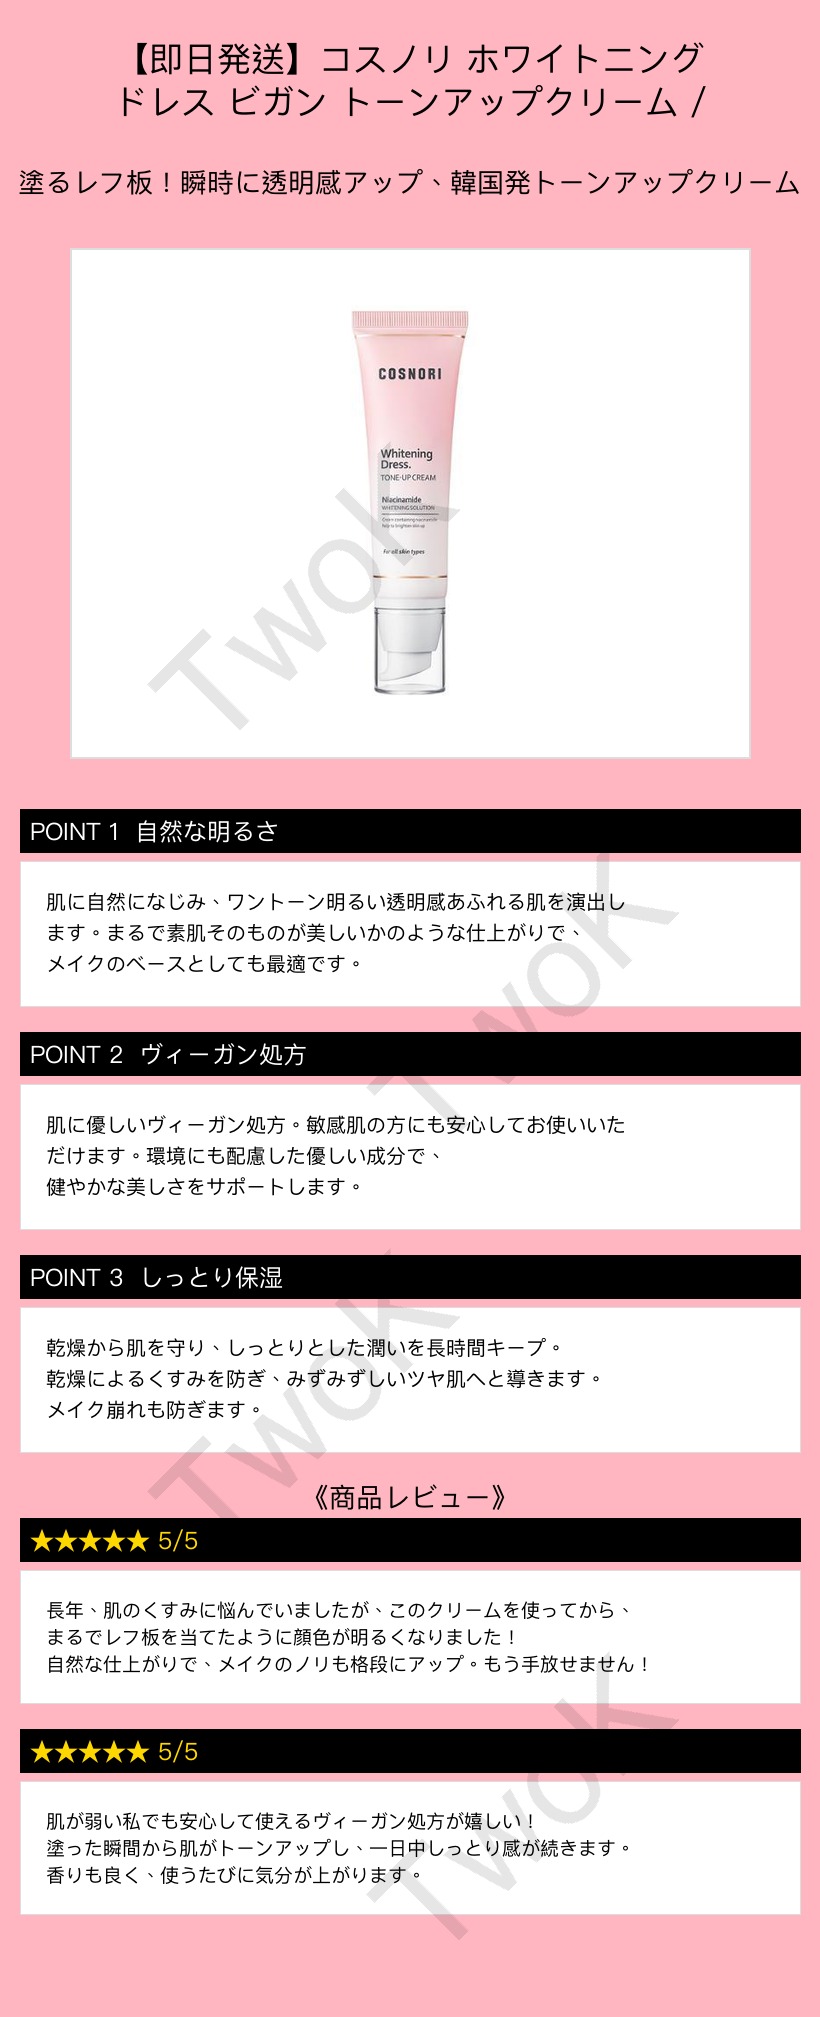 【即日発送】コスノリ ホワイトニング
ドレス ビガン トーンアップクリーム /
塗るレフ板！瞬時に透明感アップ、韓国発トーンアップクリーム
COSNORI
Whitening
Dress.
TONE-UP CREAM
Niacinamide
WHITENING SOLUTION
Cream containing niacinamide
help to brighten skin up
For all skin types
TwoK
POINT 1 自然な明るさ
肌に自然になじみ、ワントーン明るい透明感あふれる肌を演出し
ます。まるで素肌そのものが美しいかのような仕上がりで、
メイクのベースとしても最適です。
TwoK
POINT 2 ヴィーガン処方
肌に優しいヴィーガン処方。敏感肌の方にも安心してお使いいた
だけます。環境にも配慮した優しい成分で、
健やかな美しさをサポートします。
POINT 3 しっとり保湿
乾燥から肌を守り、しっとりとした潤いを長時間キープ。
乾燥によるくすみを防ぎ、みずみずしいツヤ肌へと導きます。
メイク崩れも防ぎます。
TwoK
《商品レビュー》
★★★★★ 5/5
長年、肌のくすみに悩んでいましたが、このクリームを使ってから、
まるでレフ板を当てたように顔色が明るくなりました！
自然な仕上がりで、メイクのノリも格段にアップ。もう手放せません！
★★★★★ 5/5
肌が弱い私でも安心して使えるヴィーガン処方が嬉しい！
塗った瞬間から肌がトーンアップし、一日中しっとり感が続きます。
香りも良く、使うたびに気分が上がります。
TwoK